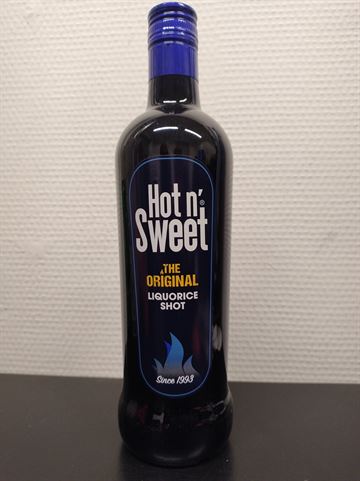 Hot n'®
Sweet
THE
ORIGINAL
LIQUORICE
SHOT
Since 1993